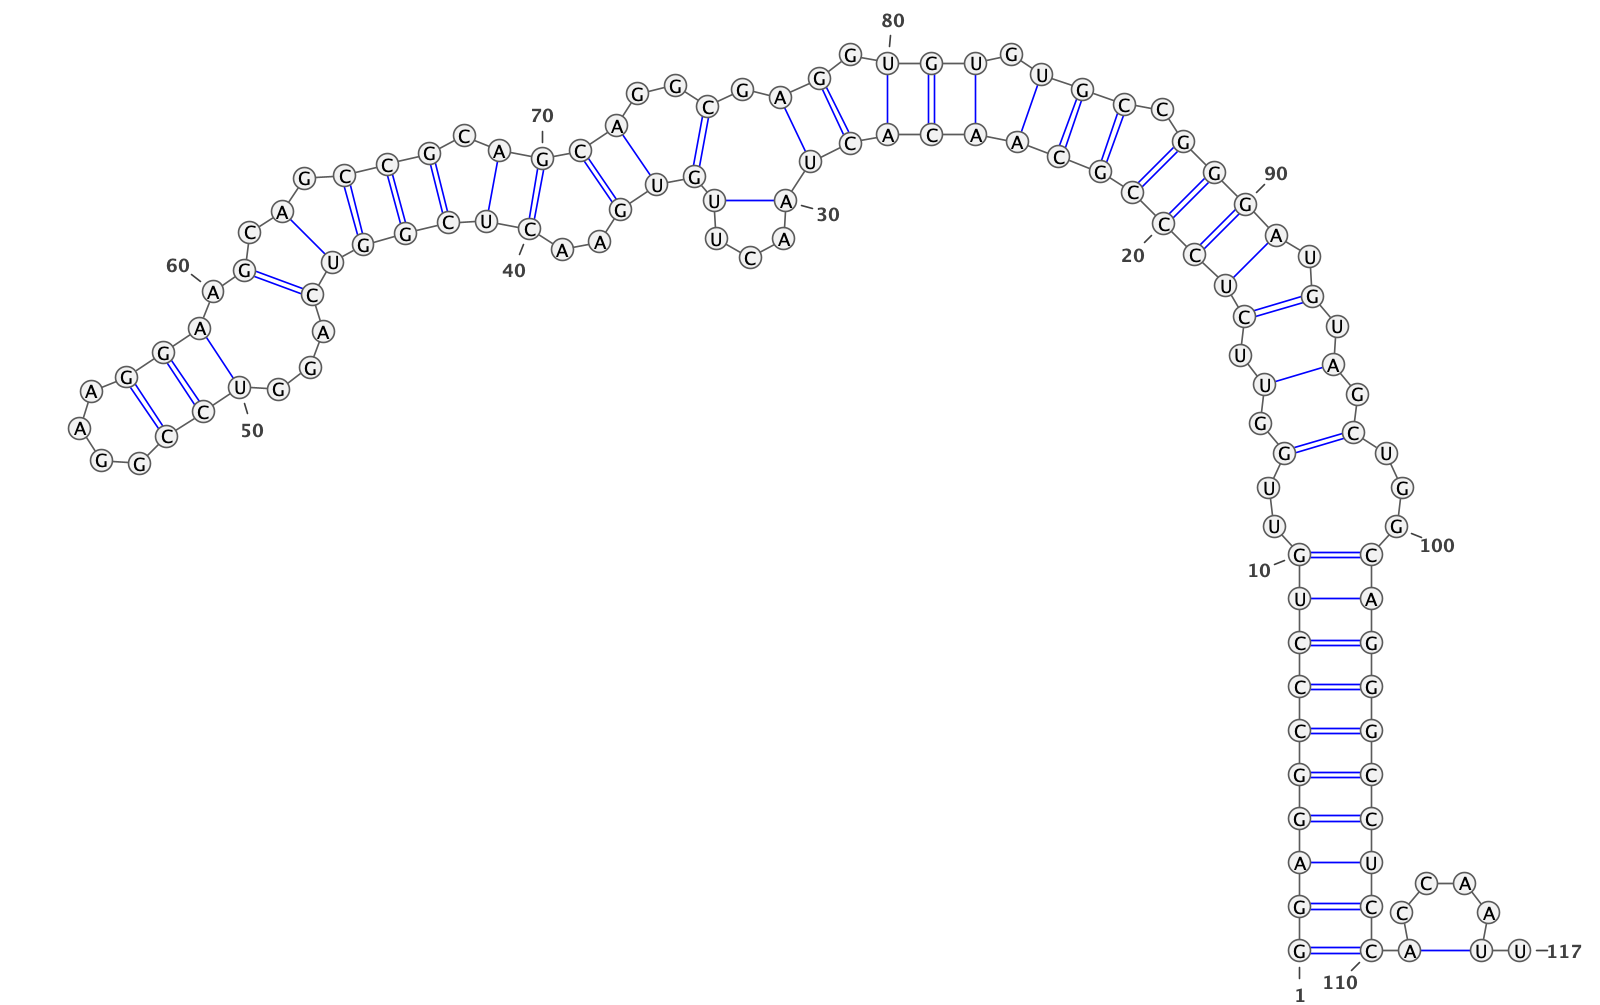 1
G G A G G C C C U G
10
U U G G U U C U C C
20
C G C A A C A C U A
30
A C U U G U G A A C
40
U C G G U C A G G U
50
C C G G A A G G A A
60
G C A G C C G C A G
70
C A G G C G A G G U
80
G U G U G C C G G G
90
A U G U A G C U G G
100
C A G G G C C U C C
110
A C C A A U U
117